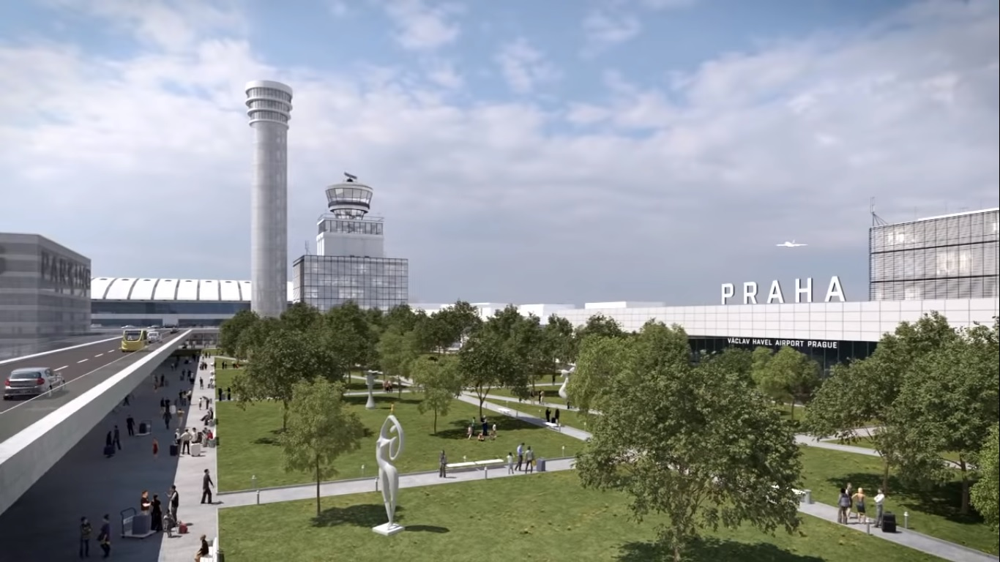 PARKING
PRAHA
VÁCLAV HAVEL AIRPORT PRAGUE